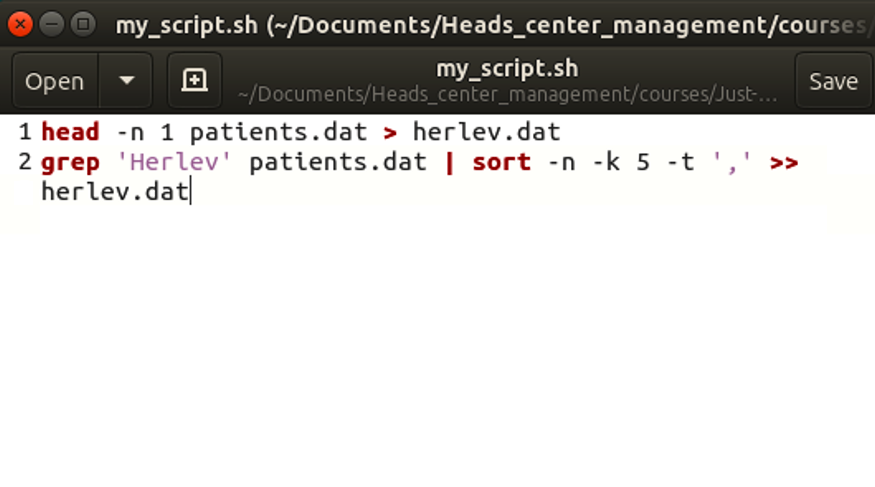 my_script.sh (~/Documents/Heads_center_management/courses/
Open
my_script.sh
~/Documents/Heads_center_management/courses/Just-...
Save
1 head -n 1 patients.dat > herlev.dat
2 grep 'Herlev' patients.dat | sort -n -k 5 -t ',' >>
herlev.dat